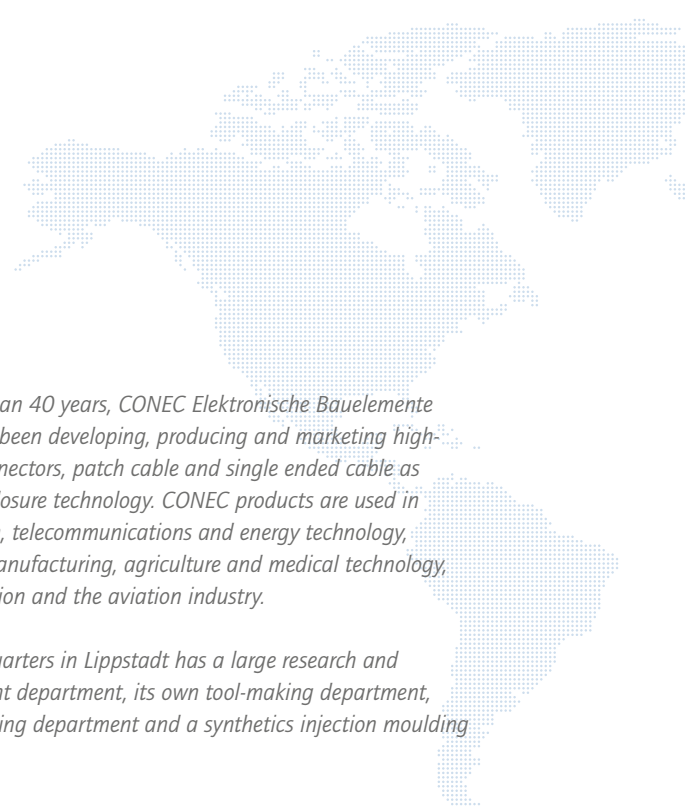 an 40 years, CONEC Elektronische Bauelemente
been developing, producing and marketing high-
nectors, patch cable and single ended cable as
losure technology. CONEC products are used in
, telecommunications and energy technology,
anufacturing, agriculture and medical technology,
ion and the aviation industry.
uarters in Lippstadt has a large research and
nt department, its own tool-making department,
ing department and a synthetics injection moulding